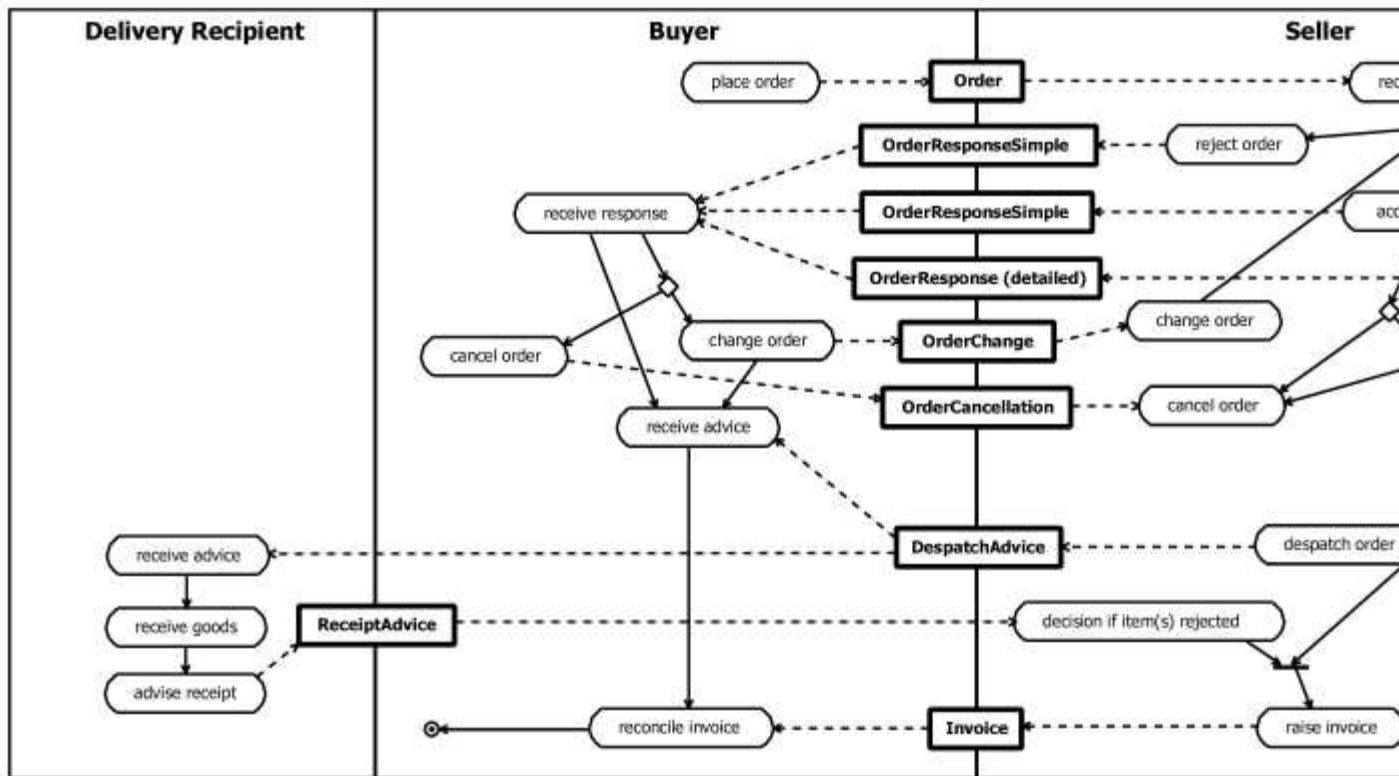 Delivery Recipient
Buyer
Seller
place order
Order
OrderResponseSimple
reject order
receive response
OrderResponseSimple
OrderResponse (detailed)
change order
OrderChange
change order
cancel order
OrderCancellation
cancel order
receive advice
receive advice
DespatchAdvice
despatch order
receive goods
ReceiptAdvice
decision if item(s) rejected
advise receipt
reconcile invoice
Invoice
raise invoice